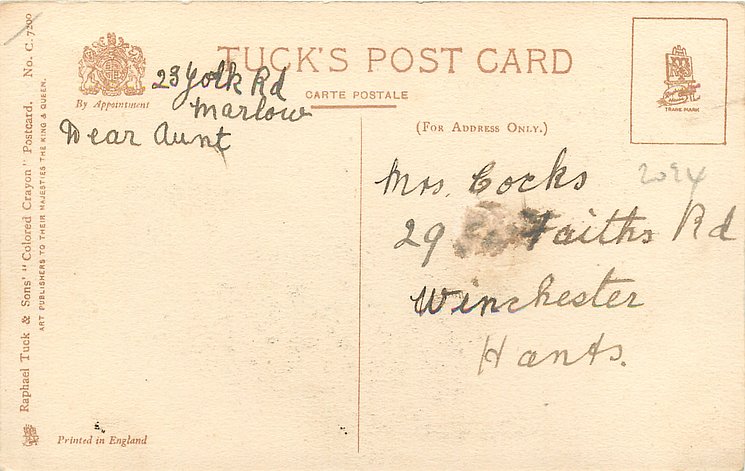 TUCK'S POST CARD
CARTE POSTALE
By Appointment
(FOR ADDRESS ONLY.)
TRADE MARK
23 York Rd
Marlow
Dear Aunt
2024
Mrs. Cocks
29 Faiths Rd
Winchester
Hants.
Raphael Tuck & Sons' "Colored Crayon" Postcard. No. C. 7200
ART PUBLISHERS TO THEIR MAJESTIES THE KING & QUEEN.
Printed in England